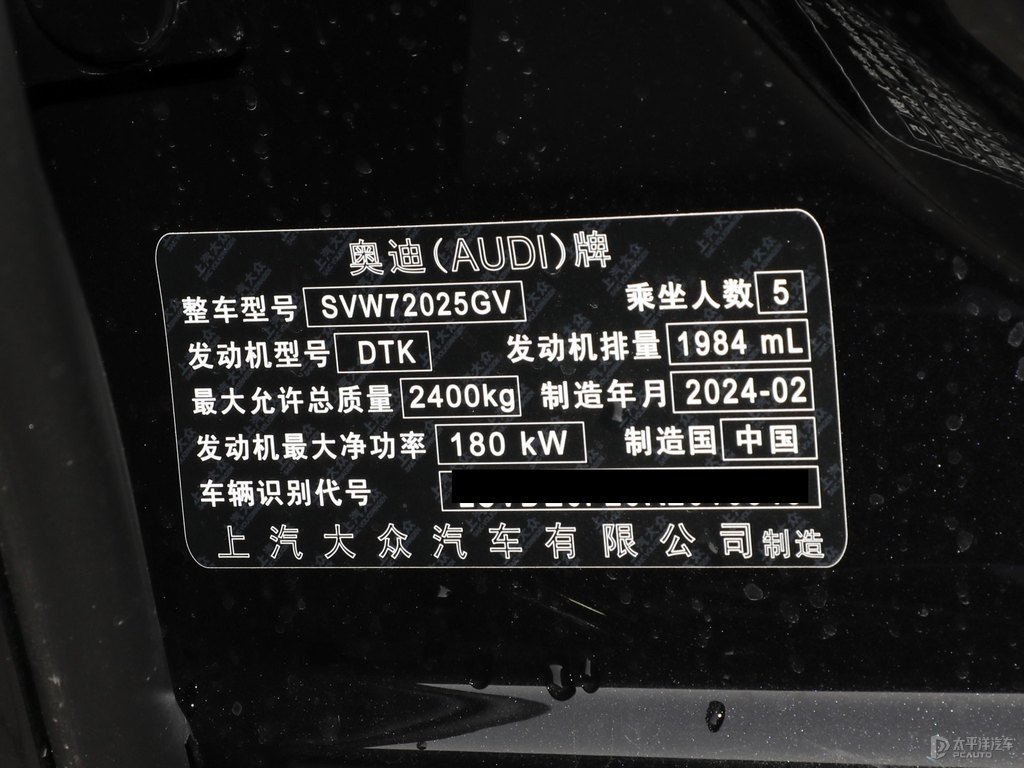 奥迪(AUDI)牌
整车型号 SVW72025GV 乘坐人数 5
发动机型号 DTK 发动机排量 1984 mL
最大允许总质量 2400kg 制造年月 2024-02
发动机最大净功率 180 kW 制造国 中国
车辆识别代号
上汽大众汽车有限公司制造
太平洋汽车
PCAUTO